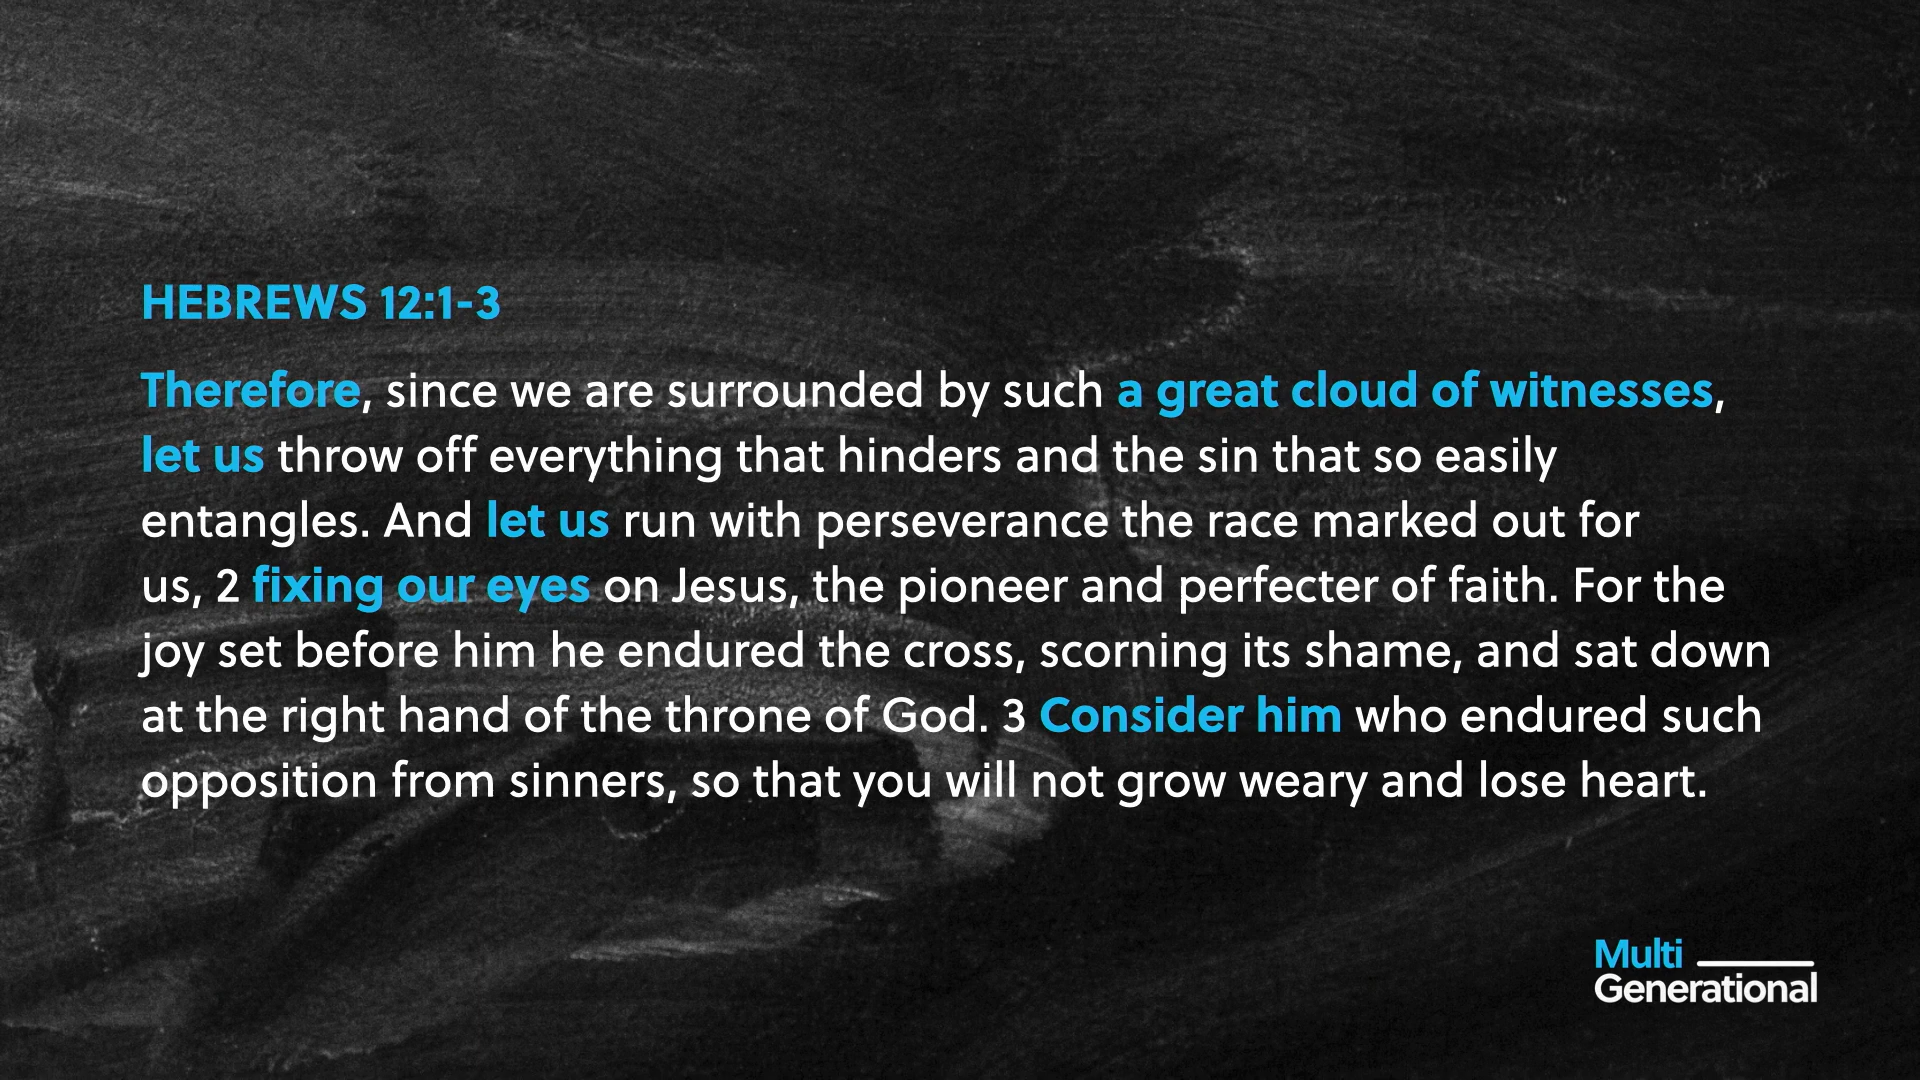 HEBREWS 12:1-3
Therefore, since we are surrounded by such a great cloud of witnesses,
let us throw off everything that hinders and the sin that so easily
entangles. And let us run with perseverance the race marked out for
us, 2 fixing our eyes on Jesus, the pioneer and perfecter of faith. For the
joy set before him he endured the cross, scorning its shame, and sat down
at the right hand of the throne of God. 3 Consider him who endured such
opposition from sinners, so that you will not grow weary and lose heart.
Multi
Generational